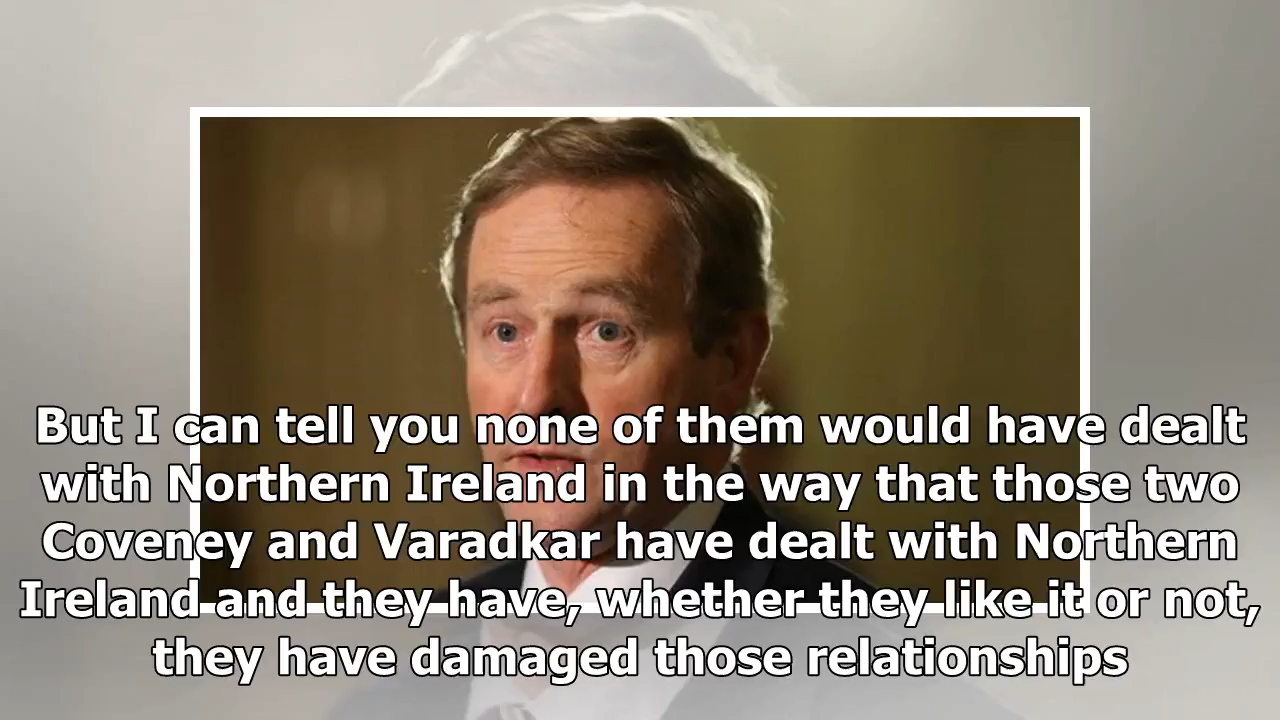 But I can tell you none of them would have dealt
with Northern Ireland in the way that those two
Coveney and Varadkar have dealt with Northern
Ireland and they have, whether they like it or not,
they have damaged those relationships